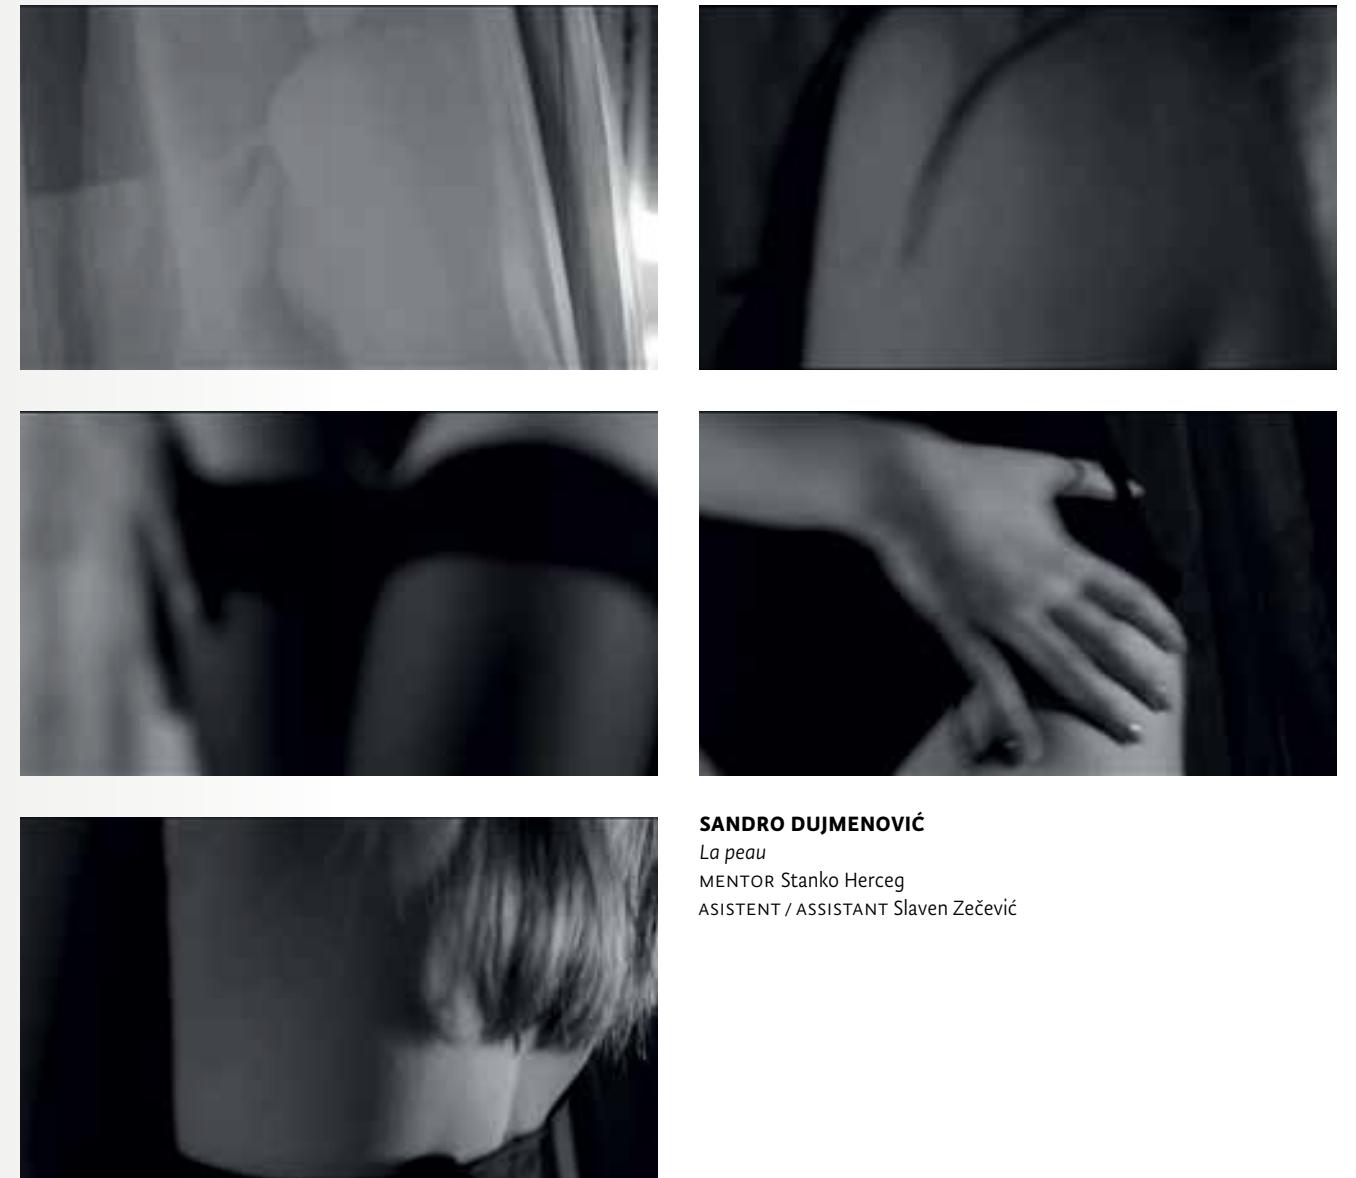 SANDRO DUJMENOVIĆ
La peau
MENTOR Stanko Herceg
ASISTENT / ASSISTANT Slaven Zečević